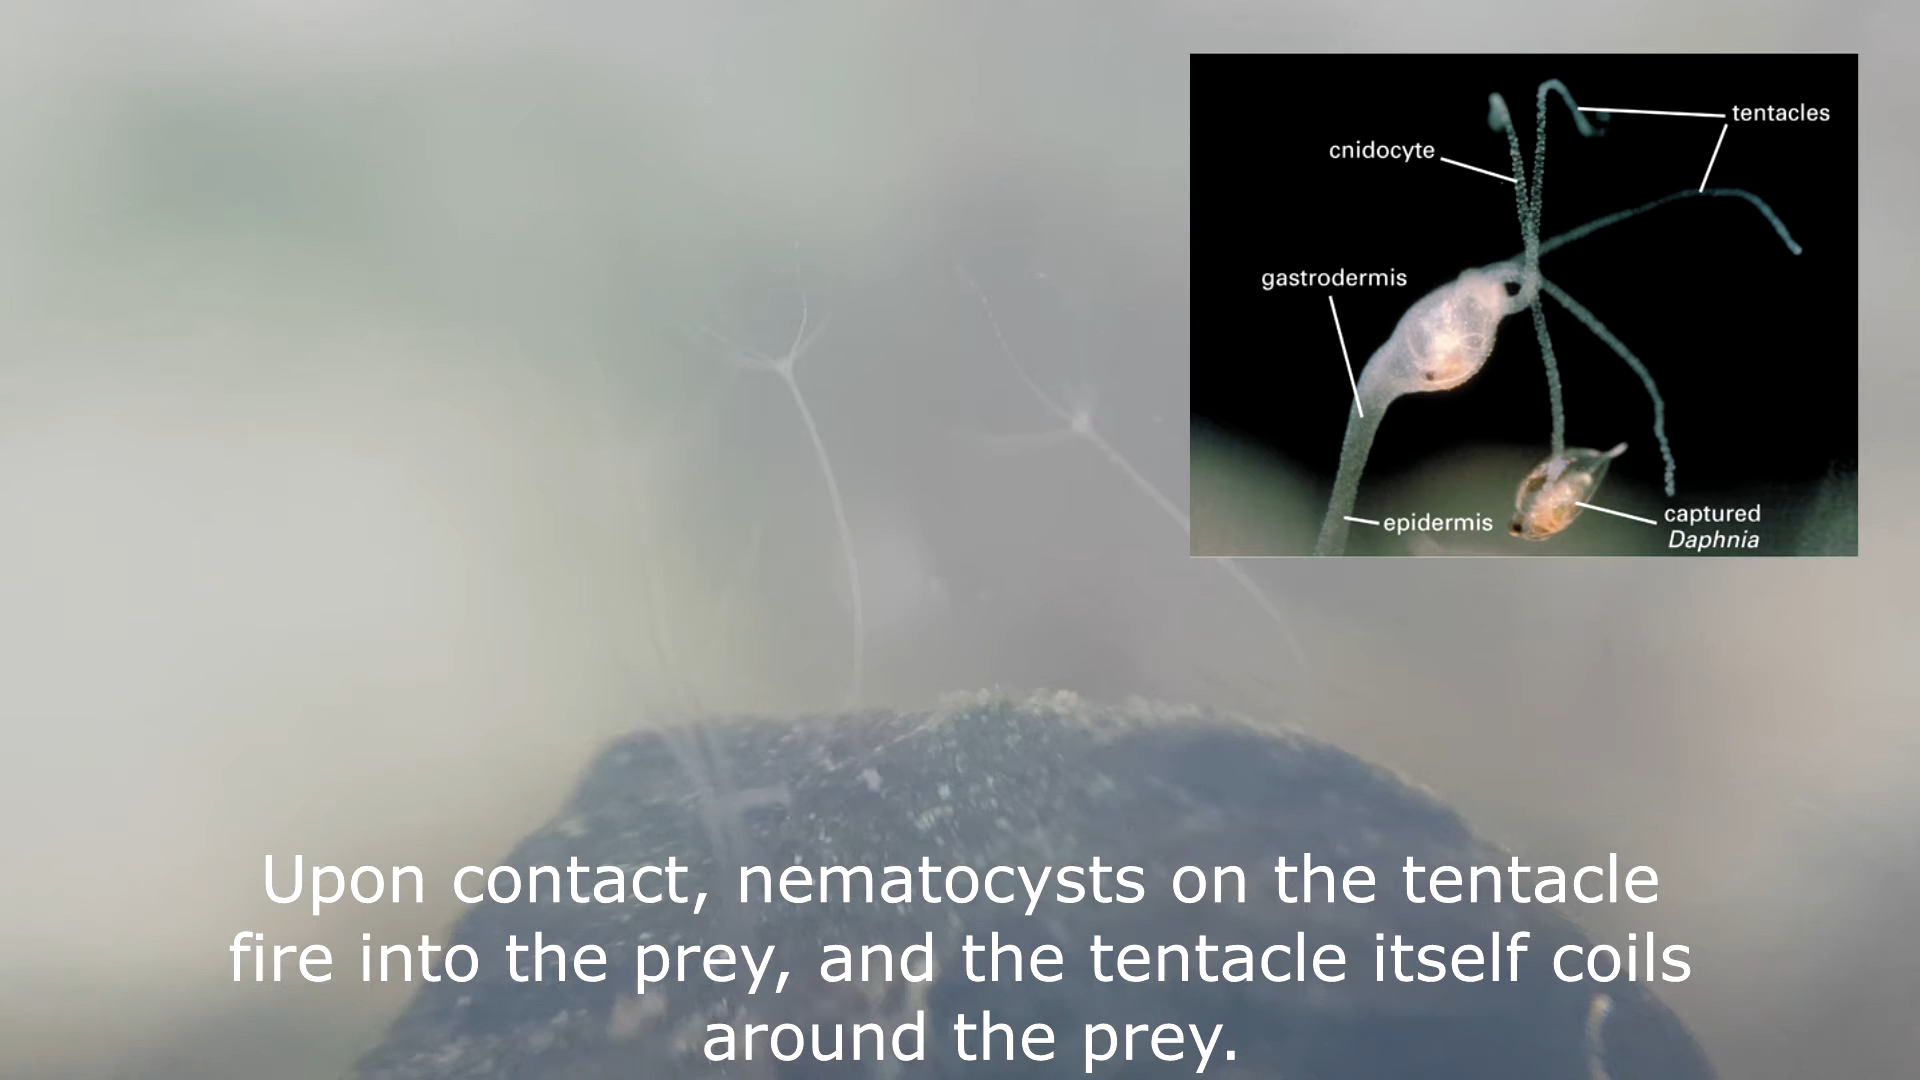 tentacles
cnidocyte
gastrodermis
captured
epidermis
Daphnia
Upon contact, nematocysts on the tentacle
fire into the prey, and the tentacle itself coils
around the prey.